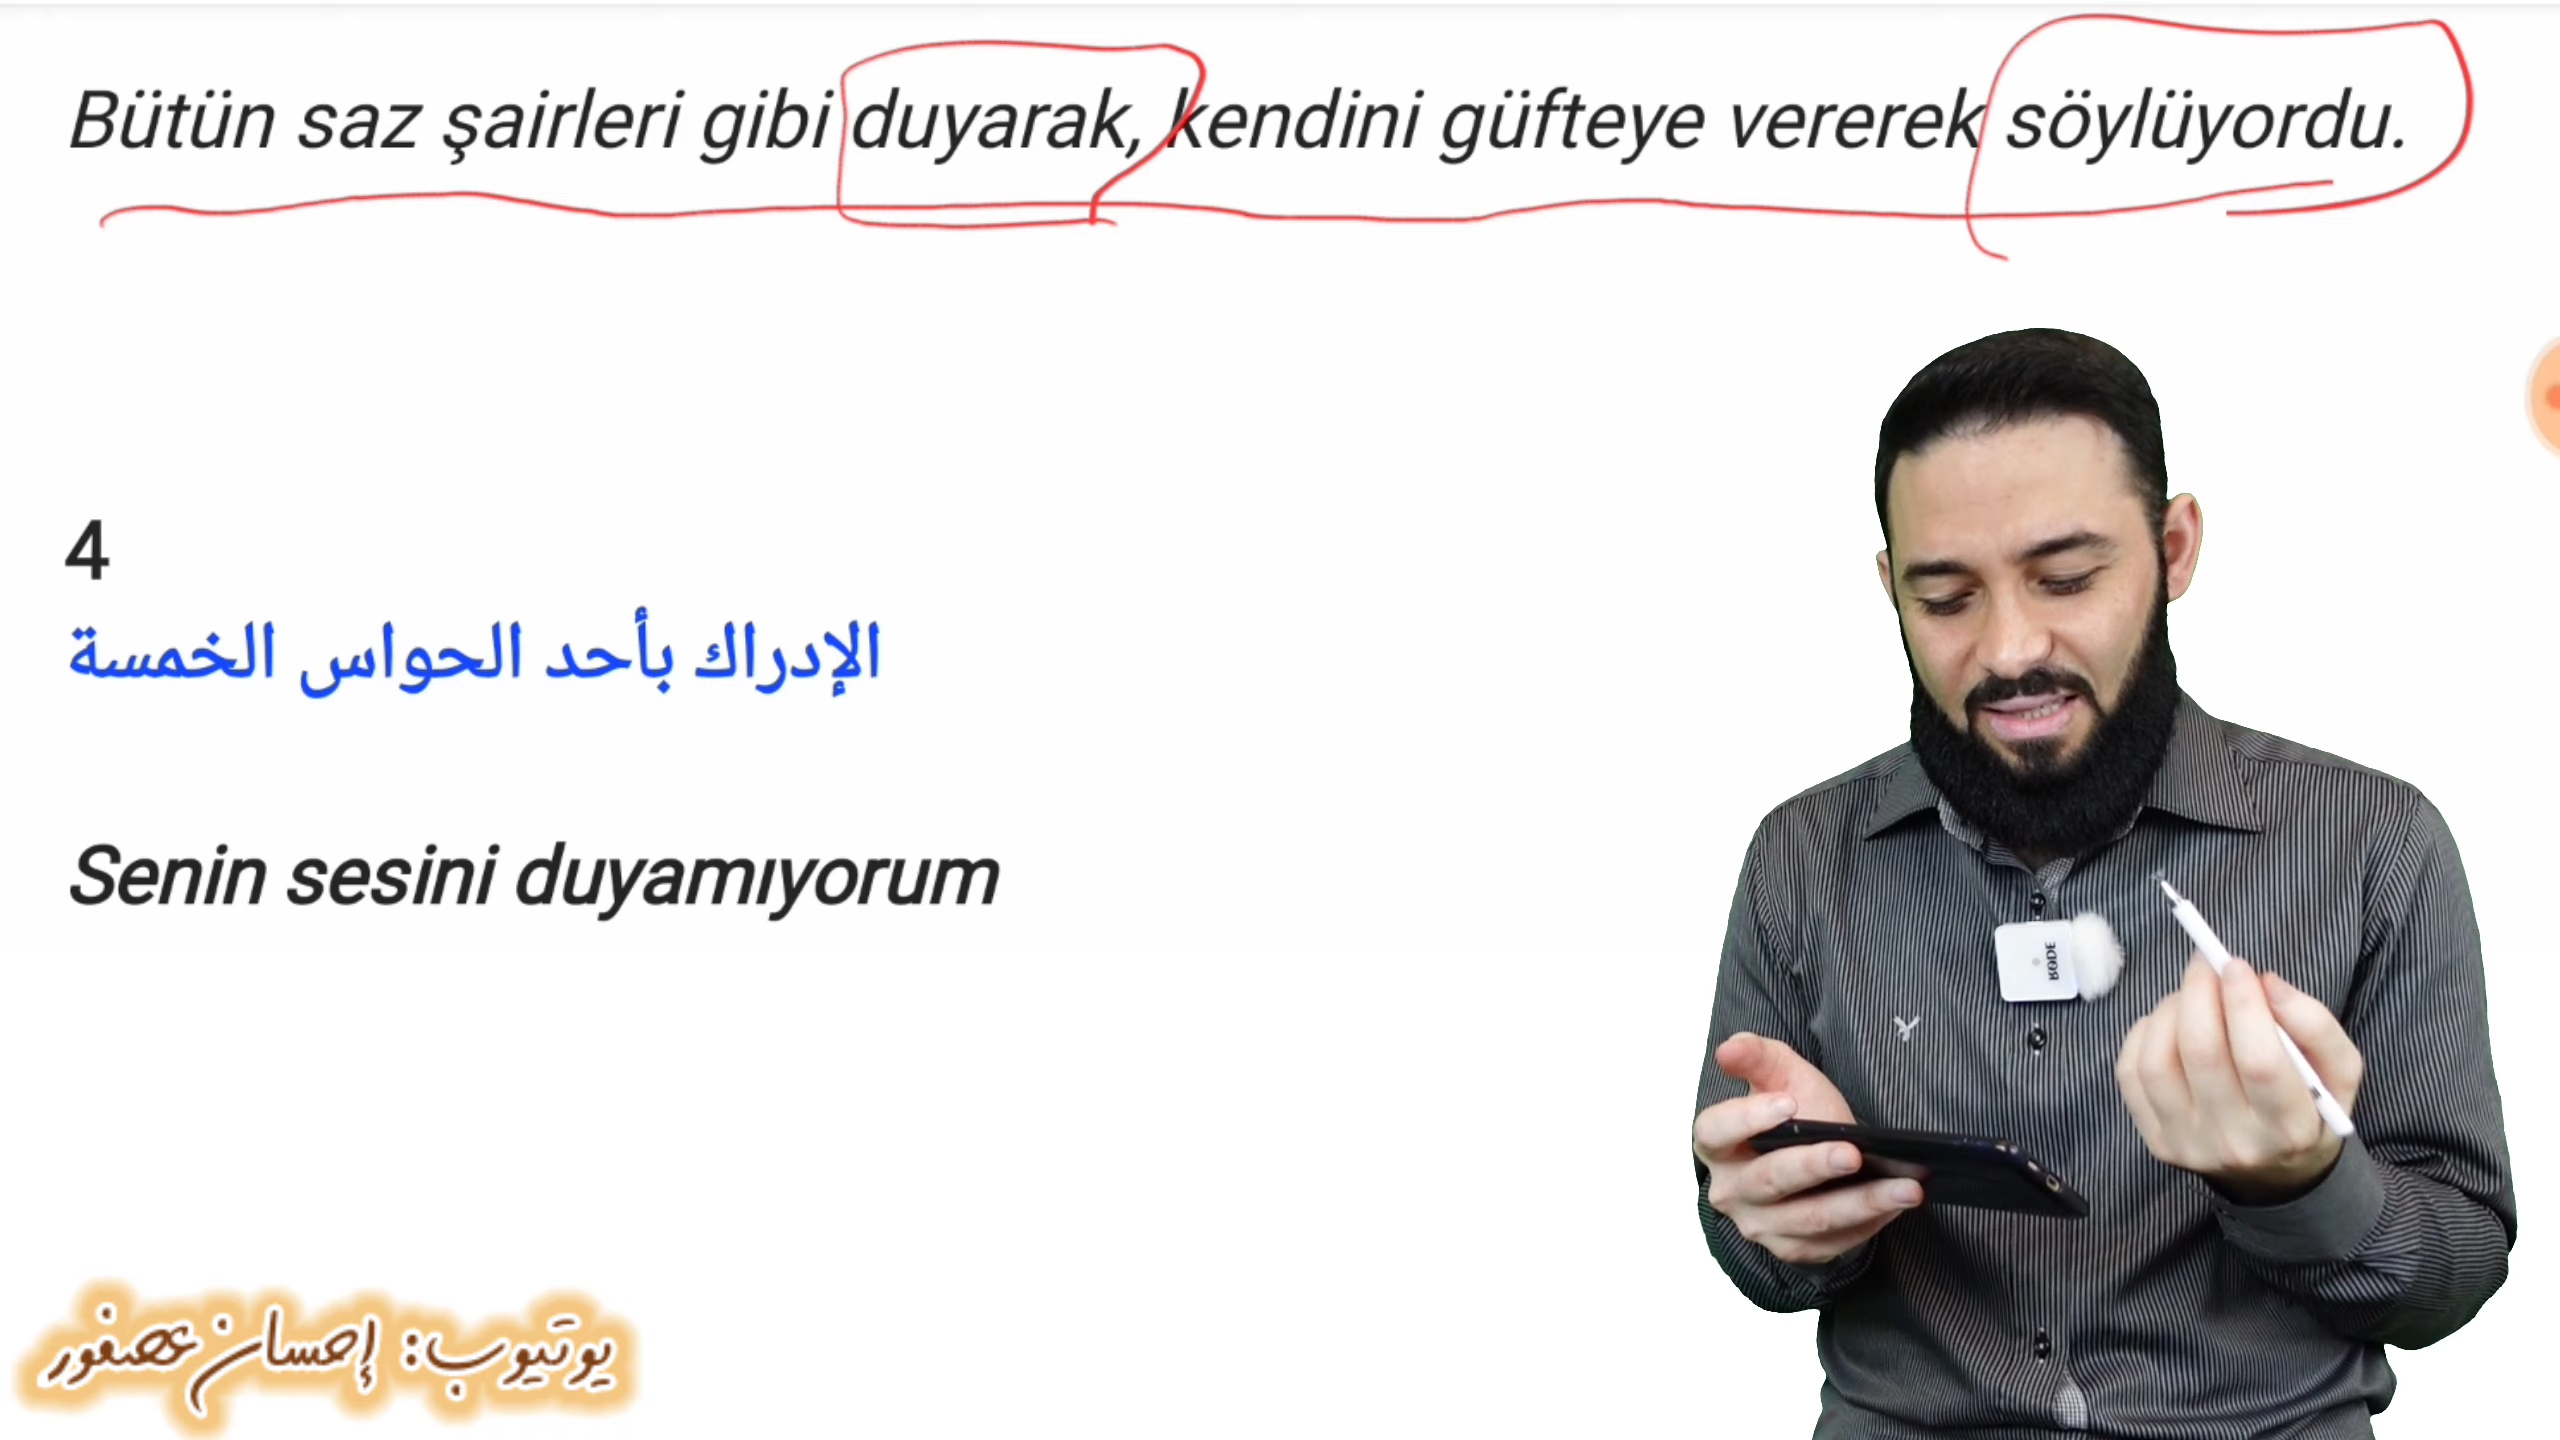 Bütün saz şairleri gibi duyarak, kendini güfteye vererek söylüyordu.
4
الإدراك بأحد الحواس الخمسة
Senin sesini duyamıyorum
RØDE
يوتيوب: إحسان عصفور